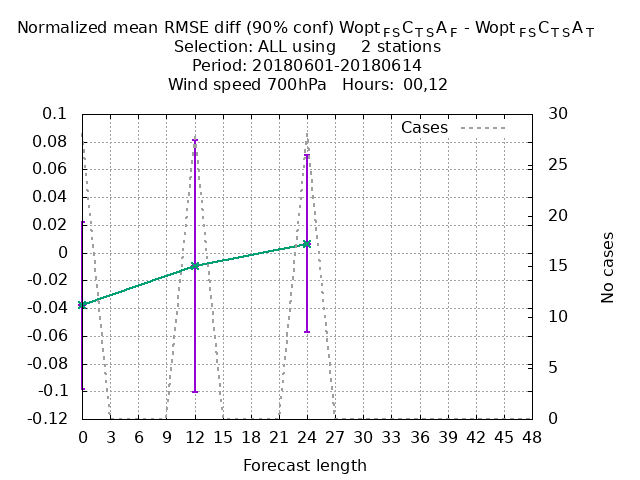 Normalized mean RMSE diff (90% conf) Wopt FS C TS A F - Wopt FS C TS A T
Selection: ALL using 2 stations
Period: 20180601-20180614
Wind speed 700hPa Hours: 00,12
0.1
0.08
0.06
0.04
0.02
0
-0.02
-0.04
-0.06
-0.08
-0.1
-0.12
Cases
30
25
20
15
10
5
0
No cases
0 3 6 9 12 15 18 21 24 27 30 33 36 39 42 45 48
Forecast length